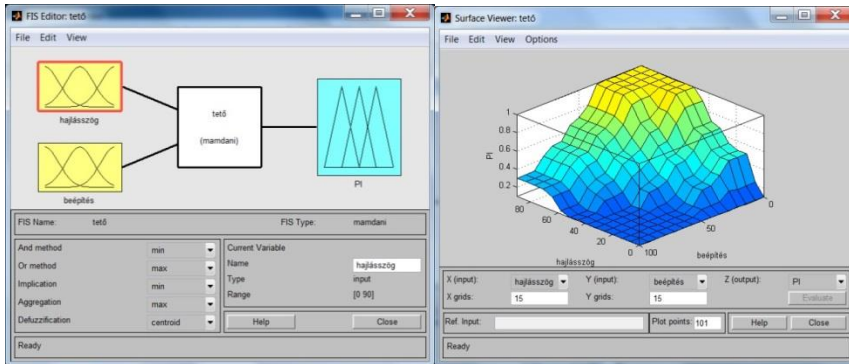 FIS Editor: tető
File Edit View
hajlásszög
beépítés
tető
(mamdani)
PI
FIS Name: tető FIS Type: mamdani
And method min
Or method max
Implication min
Aggregation max
Defuzzification centroid
Current Variable
Name hajlásszög
Type input
Range [0 90]
Help Close
Ready
Surface Viewer: tető
File Edit View Options
1
0.8
0.6
0.4
0.2
PI
80
60
40
20
0
hajlásszög
100
50
0
beépítés
X (input): hajlásszög Y (input): beépítés Z (output): PI
X grids: 15 Y grids: 15 Evaluate
Ref. Input: Plot points: 101 Help Close
Ready